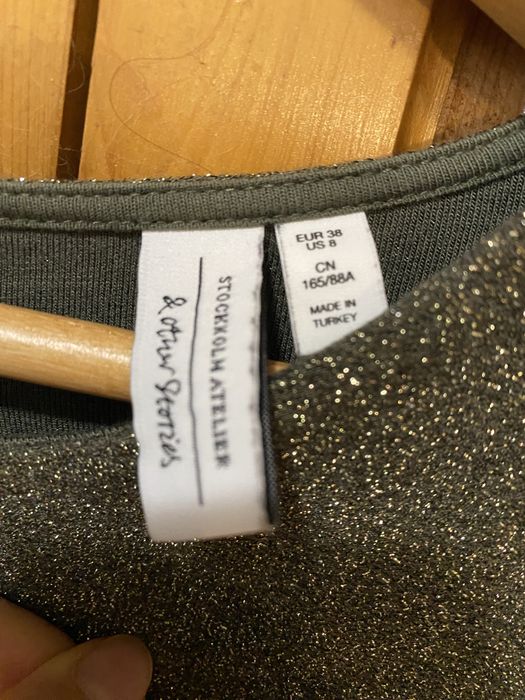 STOCKHOLM ATELIER
& other Stories
EUR 38
US 8
CN
165/88A
MADE IN
TURKEY